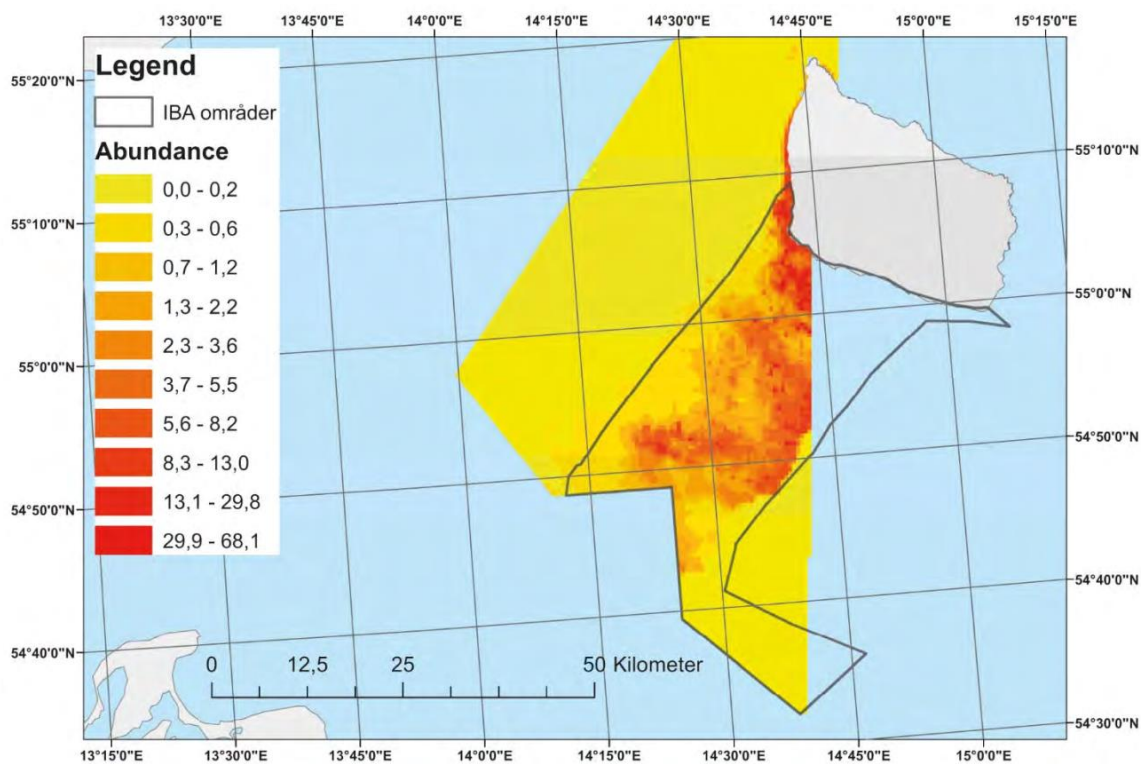 13°30'0"E 13°45'0"E 14°0'0"E 14°15'0"E 14°30'0"E 14°45'0"E 15°0'0"E 15°15'0"E
55°20'0"N
Legend
IBA områder
Abundance
0,0 - 0,2
0,3 - 0,6
0,7 - 1,2
1,3 - 2,2
2,3 - 3,6
3,7 - 5,5
5,6 - 8,2
8,3 - 13,0
13,1 - 29,8
29,9 - 68,1
55°10'0"N
55°0'0"N
54°50'0"N
54°40'0"N
55°10'0"N
55°0'0"N
54°50'0"N
54°40'0"N
54°30'0"N
0 12,5 25 50 Kilometer
13°15'0"E 13°30'0"E 13°45'0"E 14°0'0"E 14°15'0"E 14°30'0"E 14°45'0"E 15°0'0"E